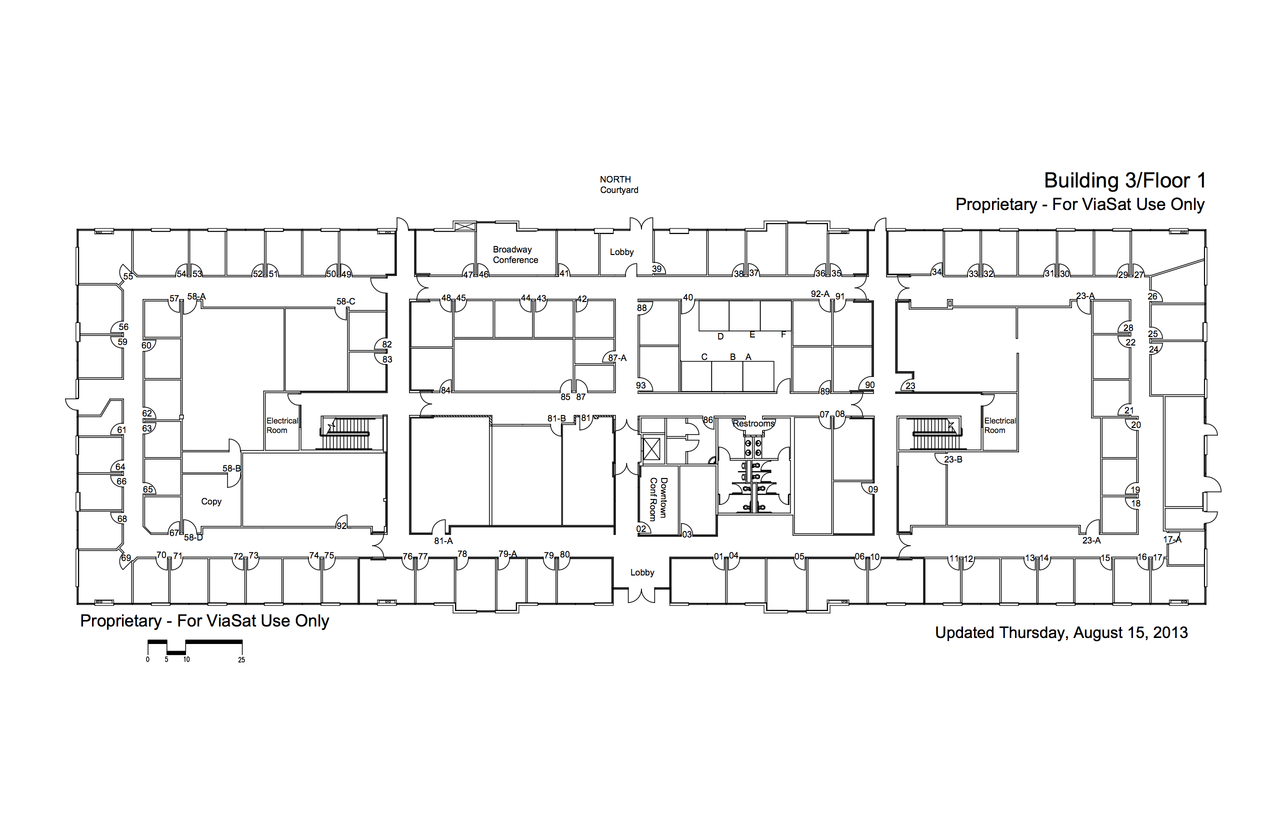 NORTH
Courtyard
Building 3/Floor 1
Proprietary - For ViaSat Use Only
Broadway
Conference
Lobby
55
54
53
52
51
50
49
47
46
41
39
38
37
36
35
34
33
32
31
30
29
27
57
58-A
58-C
48
45
44
43
42
88
40
92-A
91
23-A
26
56
59
60
82
83
87-A
D
E
F
C
B
A
28
22
25
24
84
85
87
93
89
90
23
62
63
61
Electrical
Room
81-B
81
86
Restrooms
07
08
Electrical
Room
21
20
64
66
65
58-B
Copy
Downtown
Conf Room
23-B
09
19
18
68
67
58-D
92
81-A
02
03
23-A
17-A
69
70
71
72
73
74
75
76
77
78
79-A
79
80
Lobby
01
04
05
06
10
11
12
13
14
15
16
17
Proprietary - For ViaSat Use Only
Updated Thursday, August 15, 2013
0
5
10
25